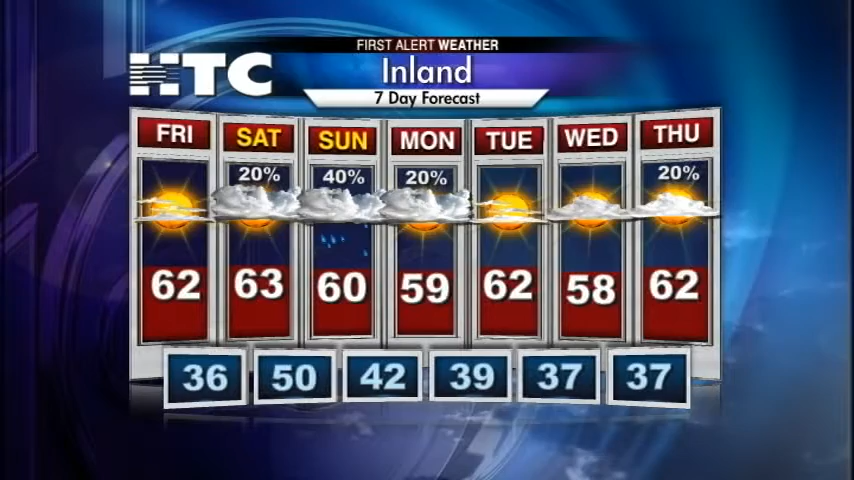 FIRST ALERT WEATHER
HTC
Inland
7 Day Forecast
FRI SAT SUN MON TUE WED THU
20% 40% 20% 20%
62 63 60 59 62 58 62
36 50 42 39 37 37